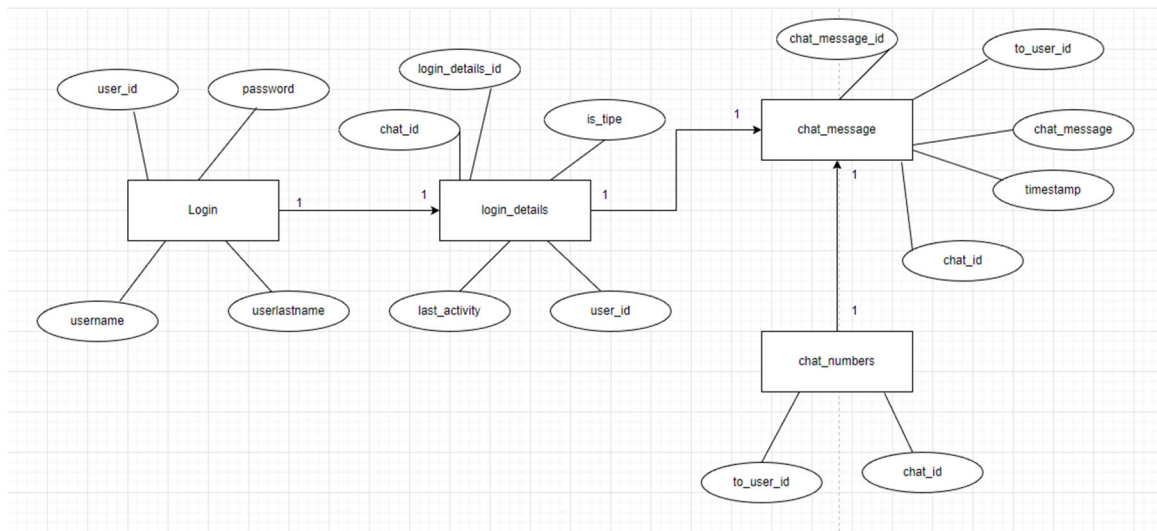 chat_message_id
to_user_id
login_details_id
user_id
password
is_tipe
chat_id
1
chat_message
chat_message
1
timestamp
1
1
1
Login
login_details
chat_id
username
userlastname
last_activity
user_id
1
chat_numbers
to_user_id
chat_id